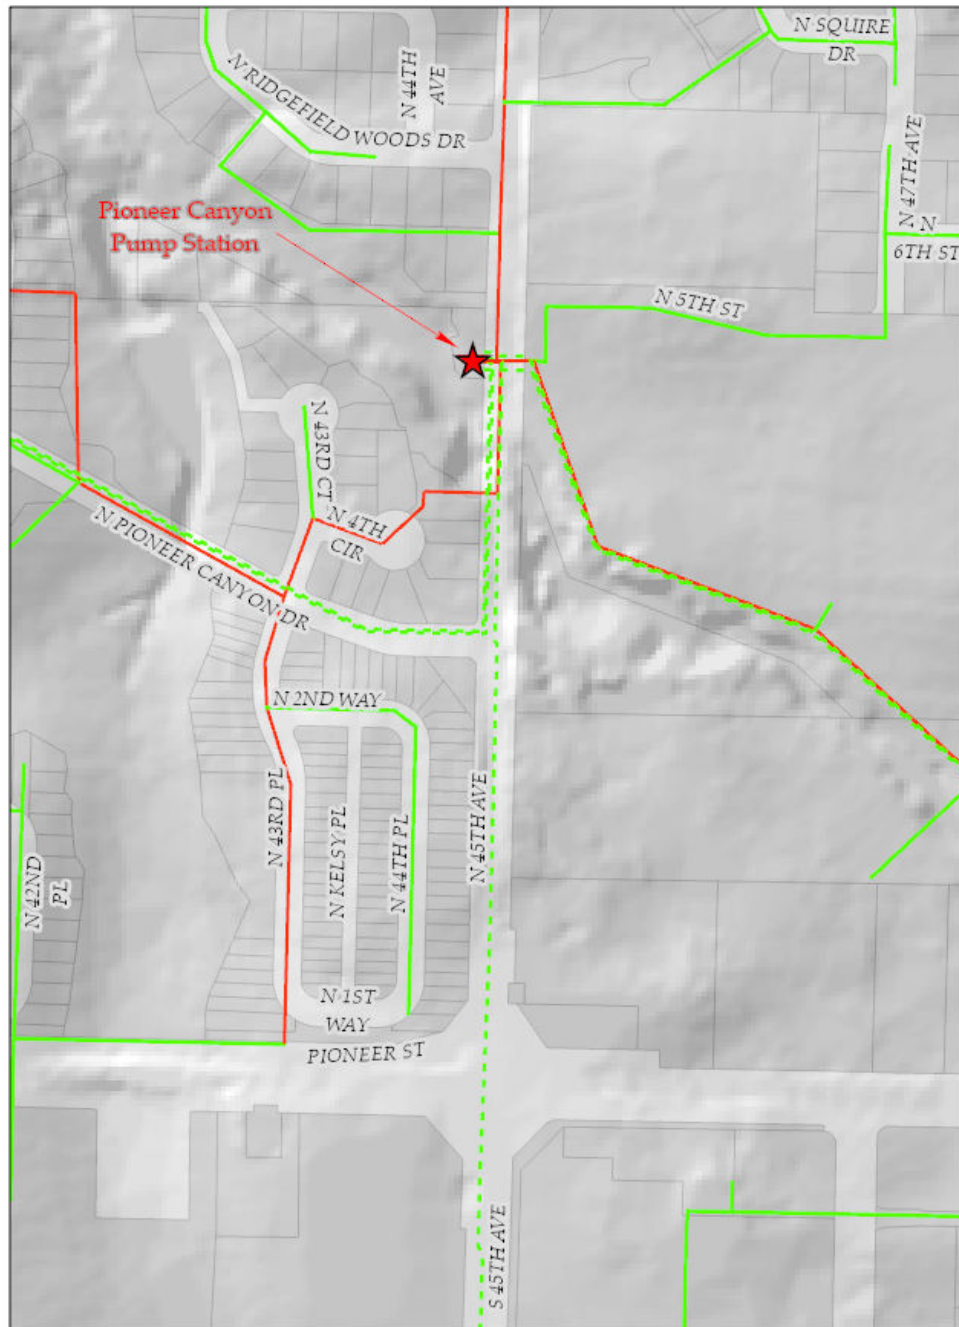 N SQUIRE
DR
N 44TH
AVE
N RIDGEFIELD WOODS DR
N 47TH AVE
N
6TH ST
Pioneer Canyon
Pump Station
N 5TH ST
N 43RD CT
N 4TH
CIR
N PIONEER CANYON DR
N 2ND WAY
N 43RD PL
N KELSY PL
N 44TH PL
N 45TH AVE
N 42ND
PL
N 1ST
WAY
PIONEER ST
S 45TH AVE